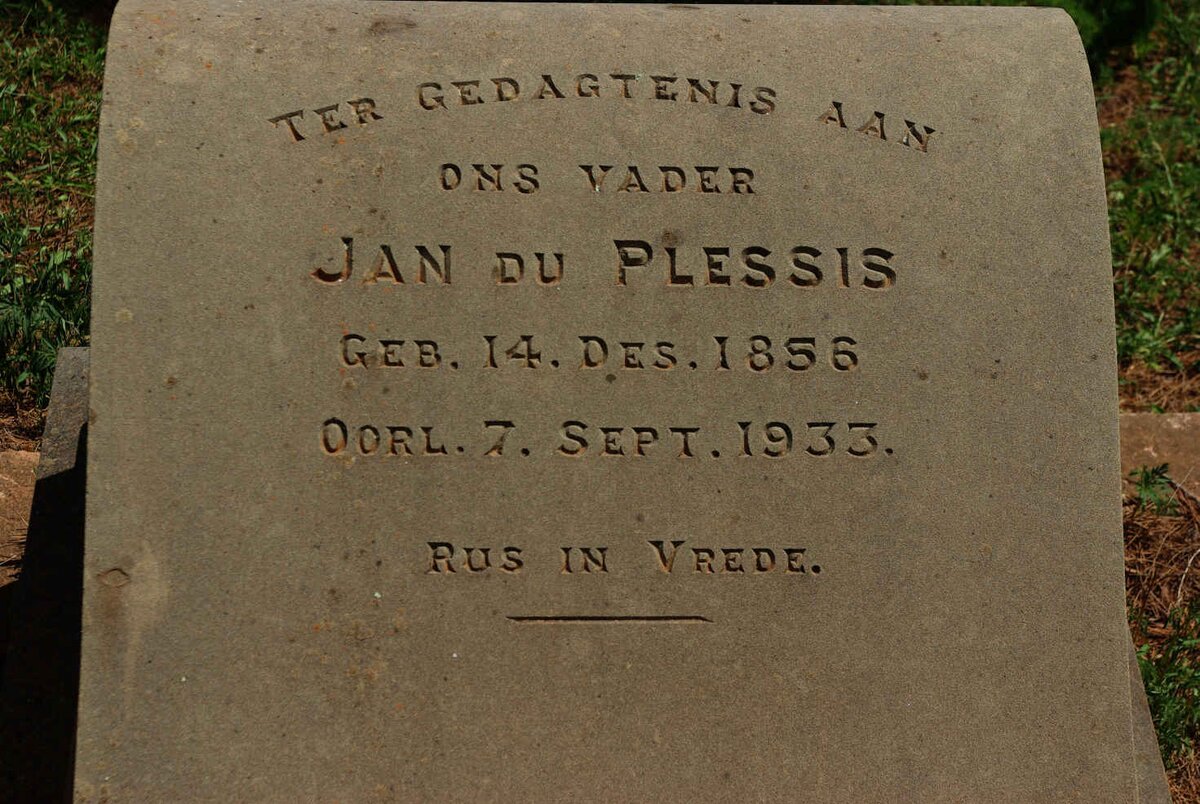 TER GEDAGTENIS AAN
ONS VADER
JAN DU PLESSIS
GEB. 14. DES. 1856
OORL. 7. SEPT. 1933.
RUS IN VREDE.